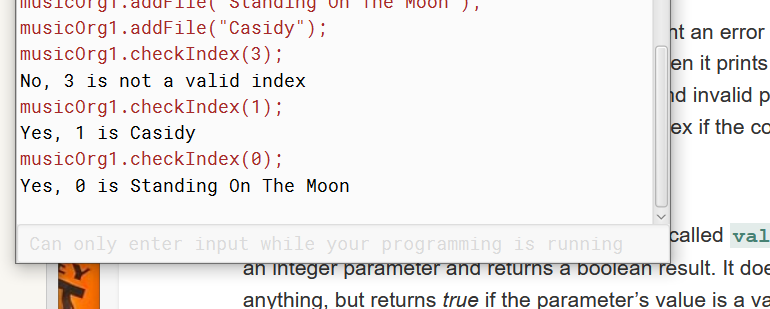 musicOrg1.addFile("Standing On The Moon");
musicOrg1.addFile("Casidy");
musicOrg1.checkIndex(3);
No, 3 is not a valid index
musicOrg1.checkIndex(1);
Yes, 1 is Casidy
musicOrg1.checkIndex(0);
Yes, 0 is Standing On The Moon
Can only enter input while your programming is running
nt an error
en it prints
nd invalid p
ex if the co
called val
an integer parameter and returns a boolean result. It doe
anything, but returns true if the parameter's value is a va